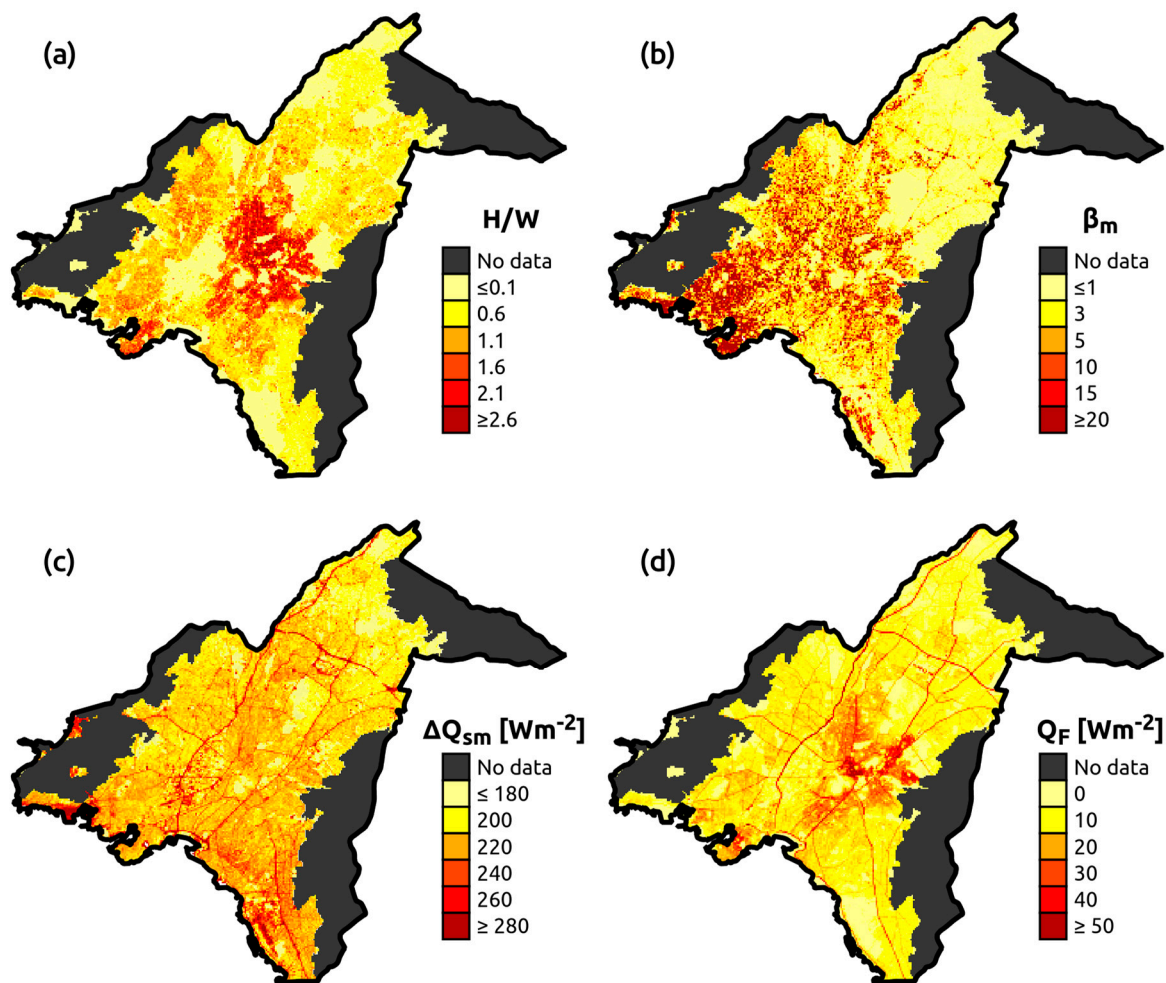 (a)
H/W
No data
≤0.1
0.6
1.1
1.6
2.1
≥2.6
(b)
βm
No data
≤1
3
5
10
15
≥20
(c)
ΔQsm [Wm-2]
No data
≤ 180
200
220
240
260
≥ 280
(d)
QF [Wm-2]
No data
0
10
20
30
40
≥ 50